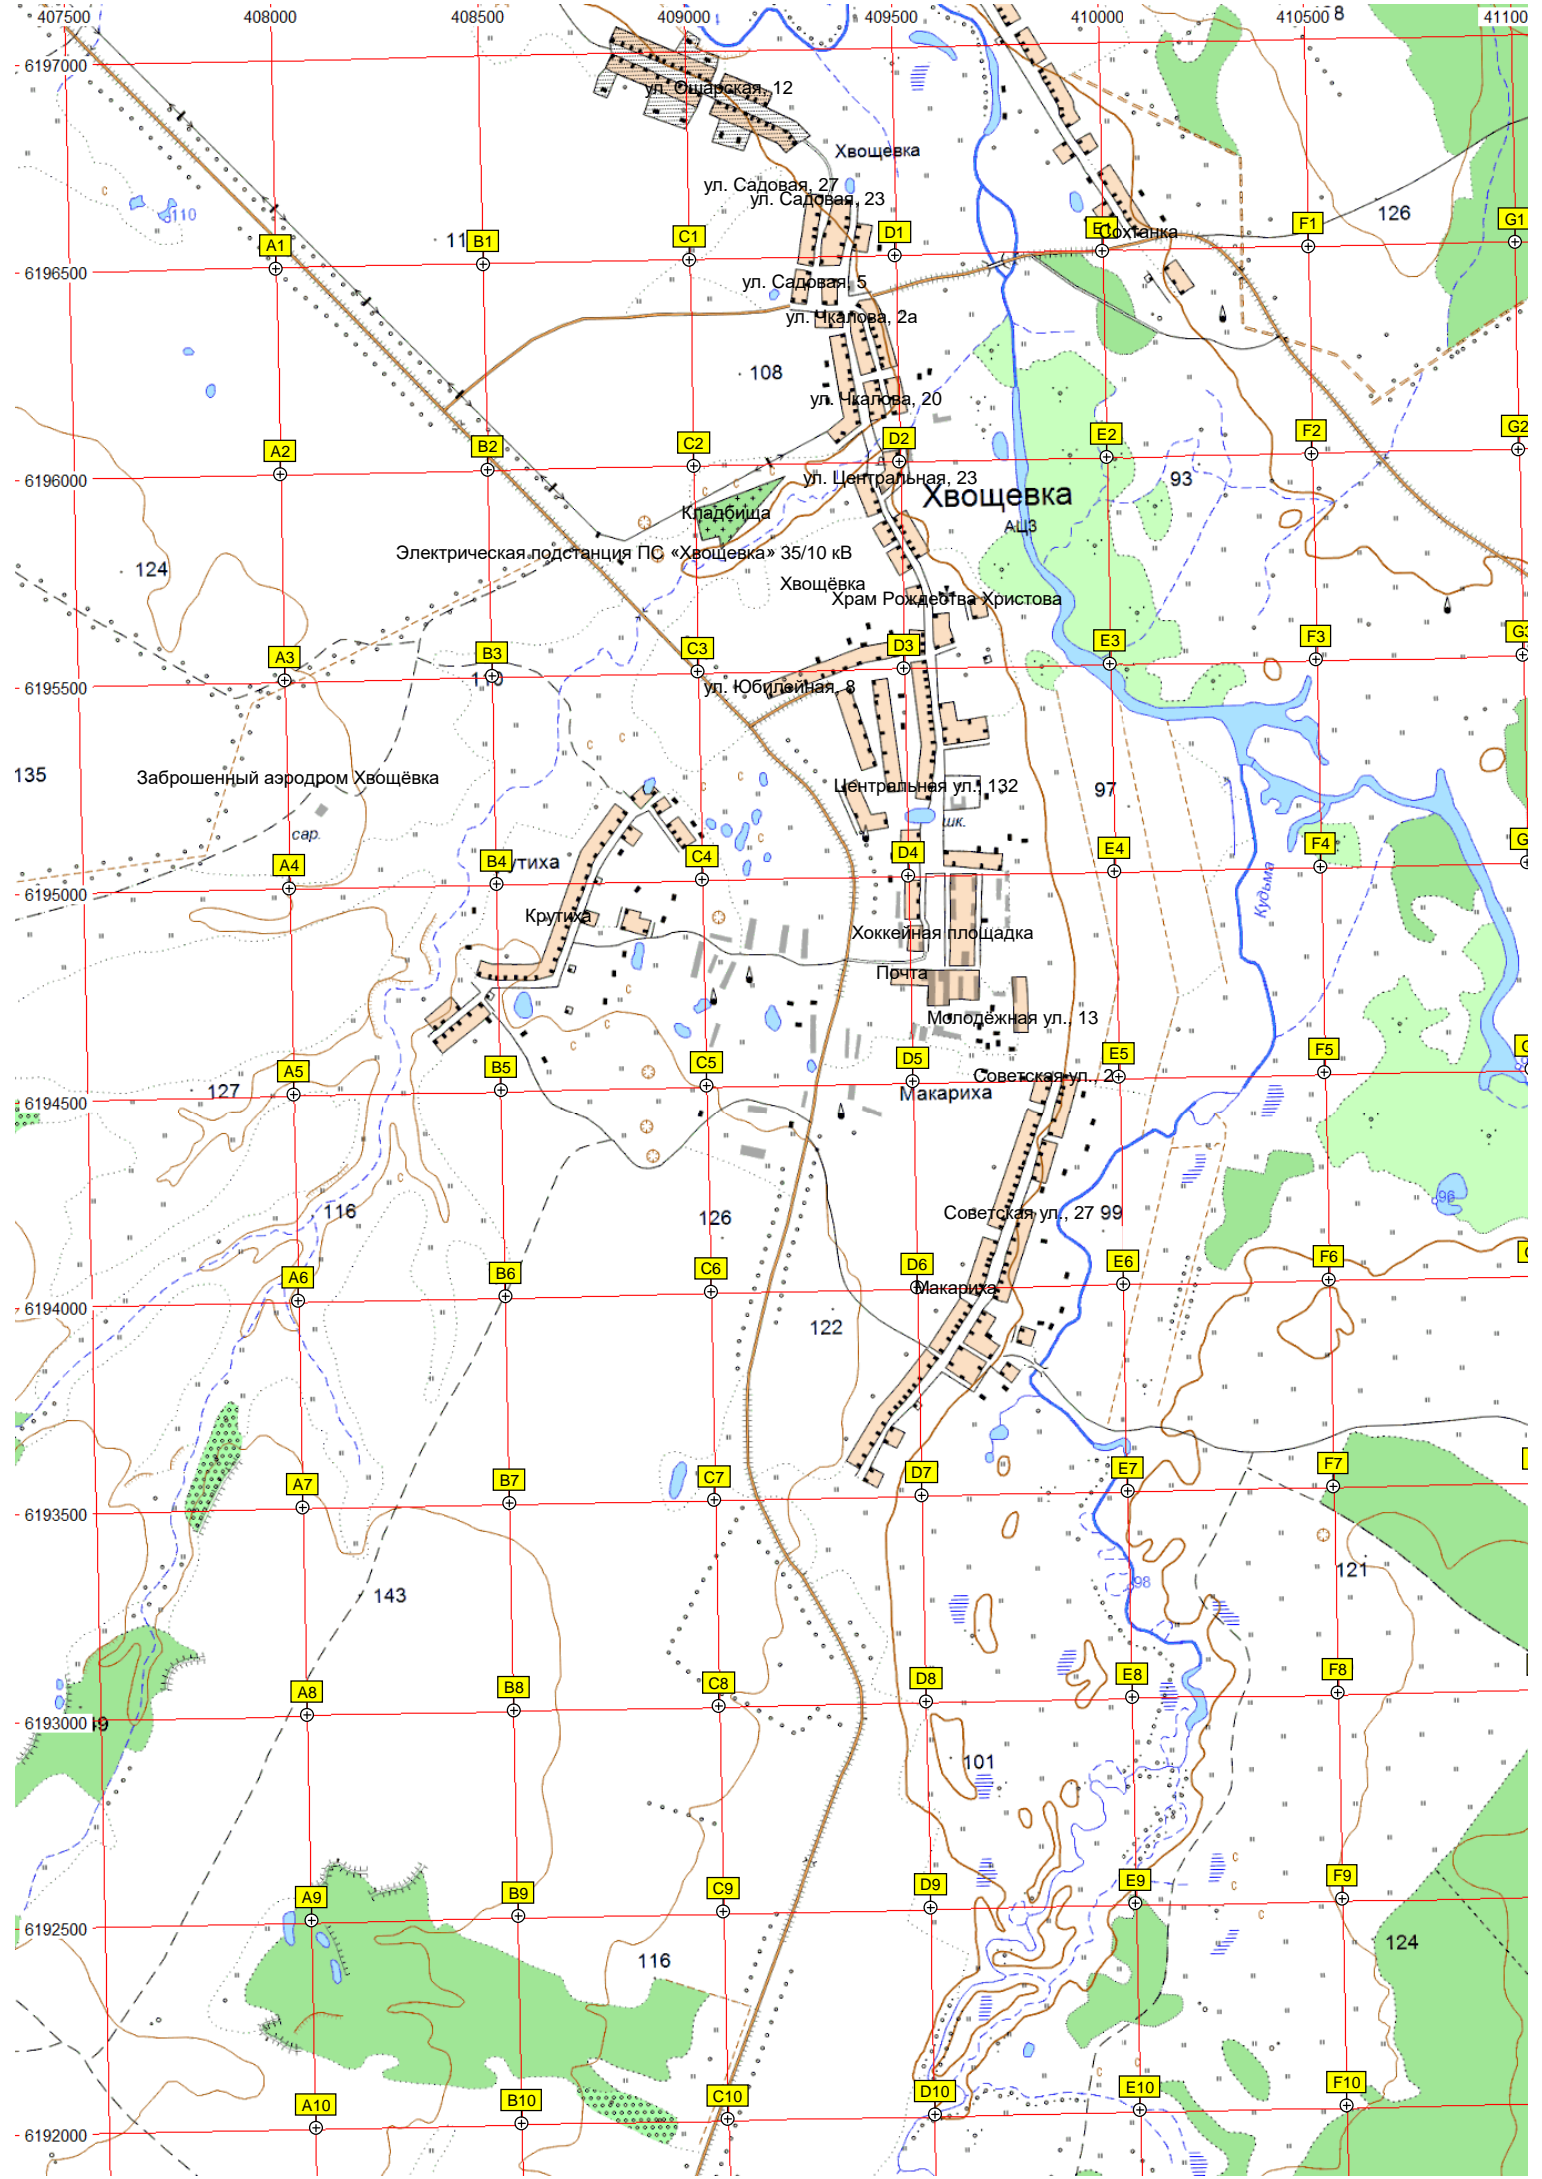 407500 408000 408500 409000 409500 410000 410500 41100
8
6197000
ул. Ошарская, 12
Хвощевка
ул. Садовая, 27
ул. Садовая, 23
110
126
A1 B1 C1 D1 F1 G1
Сохтанка
6196500
ул. Садовая, 5
ул. Чкалова, 2а
108
ул. Чкалова, 20
A2 B2 C2 D2 E2 F2 G2
6196000
ул. Центральная, 23
93
Хвощевка
АЦЗ
Кладбища
Электрическая подстанция ПС «Хвощевка» 35/10 кВ
124
Хвощёвка
Храм Рождества Христова
A3 B3 C3 D3 E3 F3 G3
6195500
ул. Юбилейная, 8
135
Заброшенный аэродром Хвощёвка
Центральная ул., 132
97
сар.
шк.
A4 B4 C4 D4 E4 F4 G
утиха
6195000
Кудьма
Крутиха
Хоккейная площадка
Почта
Молодёжная ул., 13
A5 B5 C5 D5 E5 F5
Советская ул., 2
127
Макариха
6194500
96
116
126
Советская ул., 27
99
A6 B6 C6 D6 E6 F6
Макариха
6194000
122
A7 B7 C7 D7 E7 F7
6193500
121
98
143
A8 B8 C8 D8 E8 F8
6193000
101
A9 B9 C9 D9 E9 F9
6192500
116
124
A10 B10 C10 D10 E10 F10
6192000